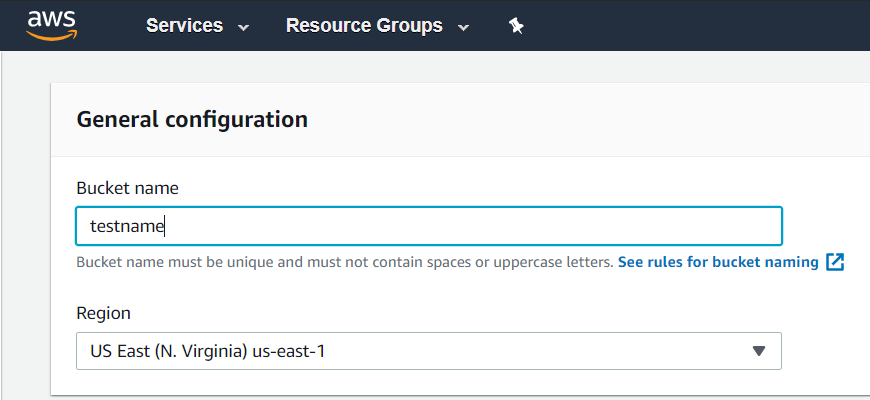 aws Services Resource Groups
General configuration
Bucket name
testname
Bucket name must be unique and must not contain spaces or uppercase letters. See rules for bucket naming
Region
US East (N. Virginia) us-east-1